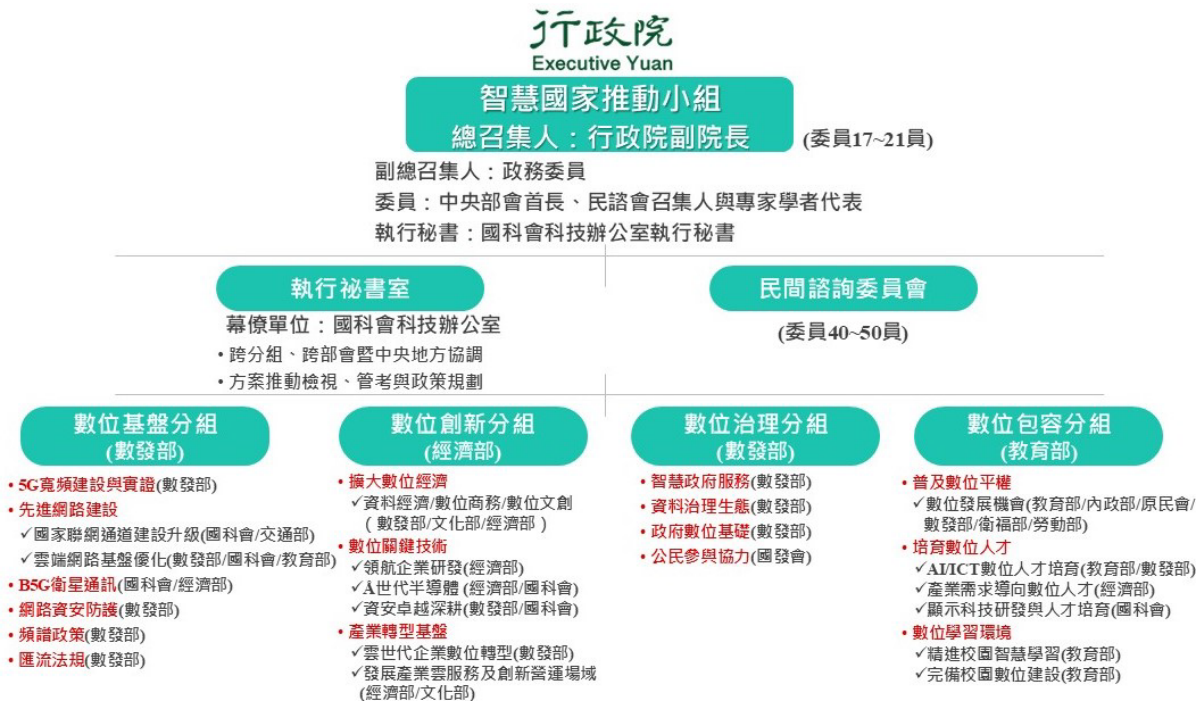 行政院
Executive Yuan
智慧國家推動小組
總召集人：行政院副院長
(委員17~21員)
副總召集人：政務委員
委員：中央部會首長、民諮會召集人與專家學者代表
執行秘書：國科會科技辦公室執行秘書
執行祕書室
幕僚單位：國科會科技辦公室
• 跨分組、跨部會暨中央地方協調
• 方案推動檢視、管考與政策規劃
民間諮詢委員會
(委員40~50員)
數位基盤分組
(數發部)
• 5G寬頻建設與實證(數發部)
• 先進網路建設
✓國家聯網通道建設升級(國科會/交通部)
✓雲端網路基盤優化(數發部/國科會/教育部)
• B5G衛星通訊(國科會/經濟部)
• 網路資安防護(數發部)
• 頻譜政策(數發部)
• 匯流法規(數發部)
數位創新分組
(經濟部)
• 擴大數位經濟
✓資料經濟/數位商務/數位文創
（數發部/文化部/經濟部）
• 數位關鍵技術
✓領航企業研發(經濟部)
✓Å世代半導體(經濟部/國科會)
✓資安卓越深耕(數發部/國科會)
• 產業轉型基盤
✓雲世代企業數位轉型(數發部)
✓發展產業雲服務及創新營運場域
(經濟部/文化部)
數位治理分組
(數發部)
• 智慧政府服務(數發部)
• 資料治理生態(數發部)
• 政府數位基礎(數發部)
• 公民參與協力(國發會)
數位包容分組
(教育部)
• 普及數位平權
✓數位發展機會(教育部/內政部/原民會/
數發部/衛福部/勞動部)
• 培育數位人才
✓AI/ICT數位人才培育(教育部/數發部)
✓產業需求導向數位人才(經濟部)
✓顯示科技研發與人才培育(國科會)
• 數位學習環境
✓精進校園智慧學習(教育部)
✓完備校園數位建設(教育部)